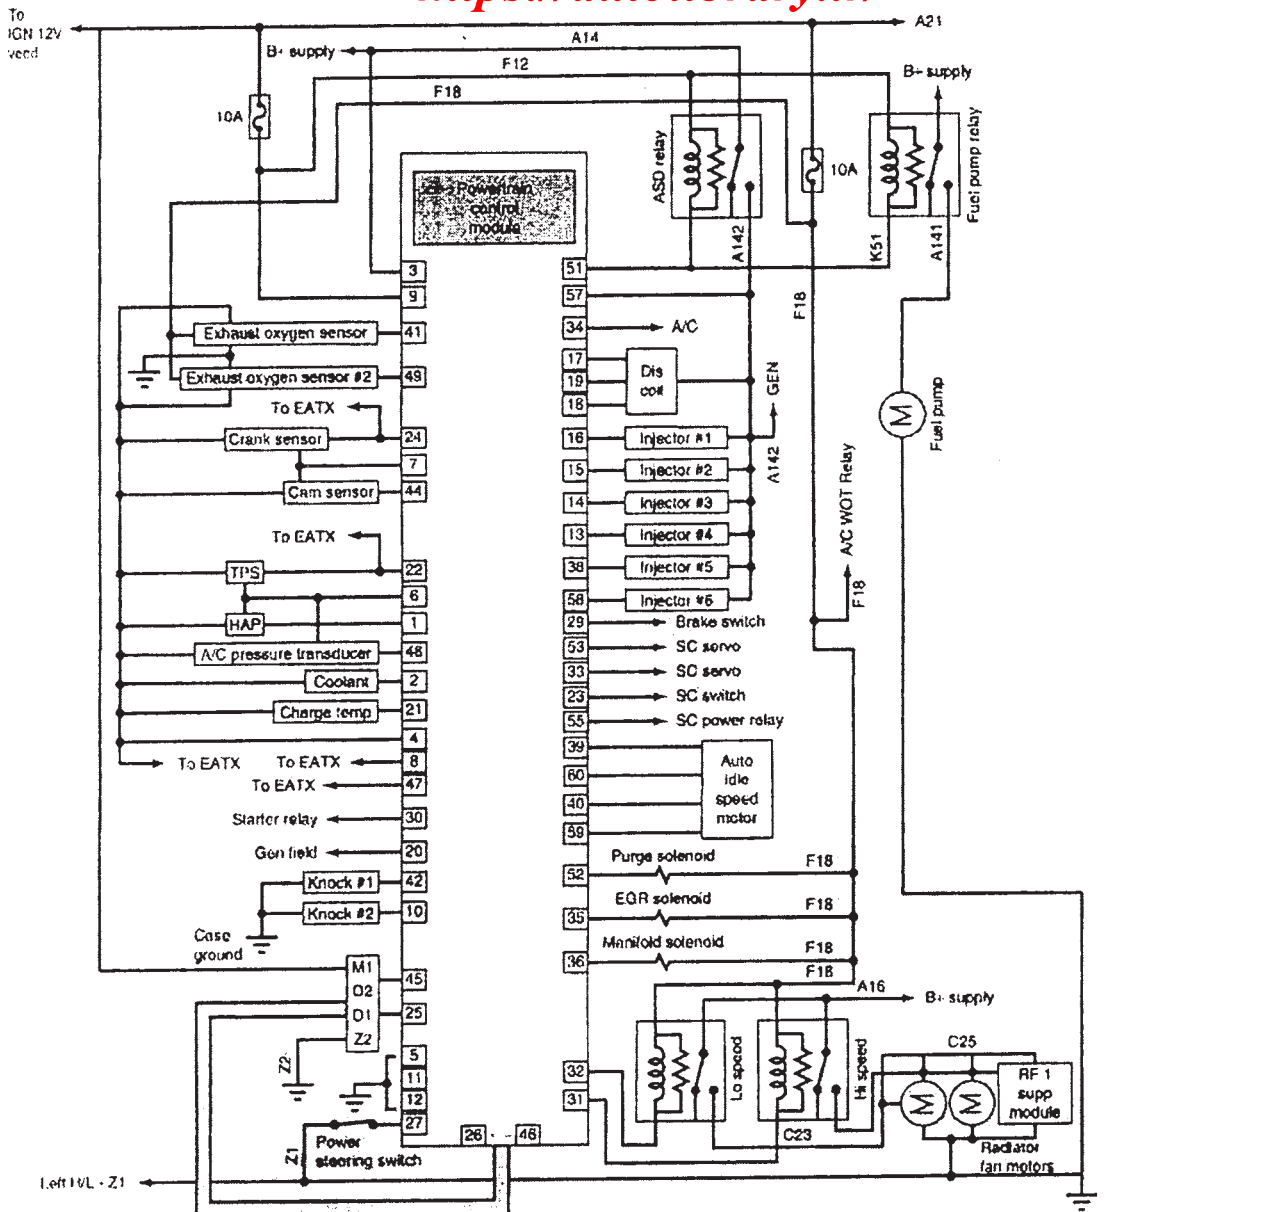 To
IGN 12V
A21
B+ supply
A14
F12
F18
B+ supply
10A
ASD relay
10A
Fuel pump relay
Powertrain
control
module
A142
K51
A141
3
9
51
57
F18
Exhaust oxygen sensor
41
34
A/C
Exhaust oxygen sensor #2
49
17
19
18
Dis
coil
GEN
A142
To EATX
Crank sensor
24
7
Cam sensor
44
16
Injector #1
15
Injector #2
14
Injector #3
13
Injector #4
38
Injector #5
58
Injector #6
Fuel pump
M
A/C WOT Relay
F18
To EATX
TPS
22
6
HAP
1
A/C pressure transducer
48
Coolant
2
Charge temp
21
4
To EATX
To EATX
8
To EATX
47
29
Brake switch
53
SC servo
33
SC servo
23
SC switch
55
SC power relay
39
60
40
59
Auto
idle
speed
motor
Starter relay
30
Gen field
20
Knock #1
42
Knock #2
10
Case
ground
52
Purge solenoid
F18
35
EGR solenoid
F18
36
Manifold solenoid
F18
F18
A16
B+ supply
M1
D2
D1
Z2
45
25
Z2
5
11
12
27
Power
steering switch
Z1
26
46
32
31
Lo speed
Hi speed
C23
C25
M
M
RF 1
supp
module
Radiator
fan motors
Z1